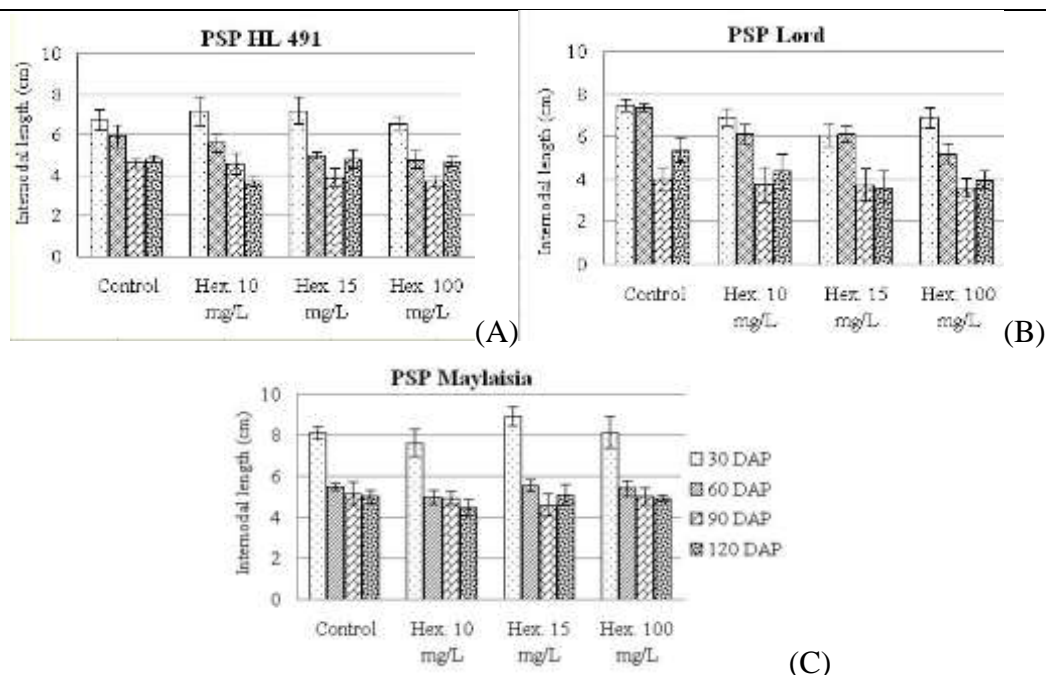 PSP HL 491
Internodal length (cm)
10
8
6
4
2
0
Control
Hex. 10
mg/L
Hex. 15
mg/L
Hex. 100
mg/L
(A)
PSP Lord
Internodal length (cm)
10
8
6
4
2
0
Control
Hex. 10
mg/L
Hex. 15
mg/L
Hex. 100
mg/L
(B)
PSP Maylaisia
Internodal length (cm)
10
8
6
4
2
0
Control
Hex. 10
mg/L
Hex. 15
mg/L
Hex. 100
mg/L
30 DAP
60 DAP
90 DAP
120 DAP
(C)